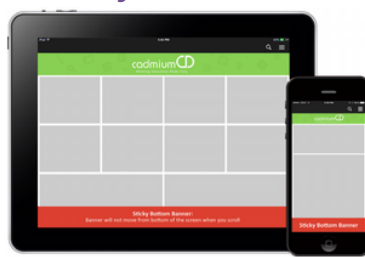 cadmiumCD
Sticky Bottom Banner:
Banner will not move from bottom of the screen when you scroll
cadmiumCD
Sticky Bottom Banner